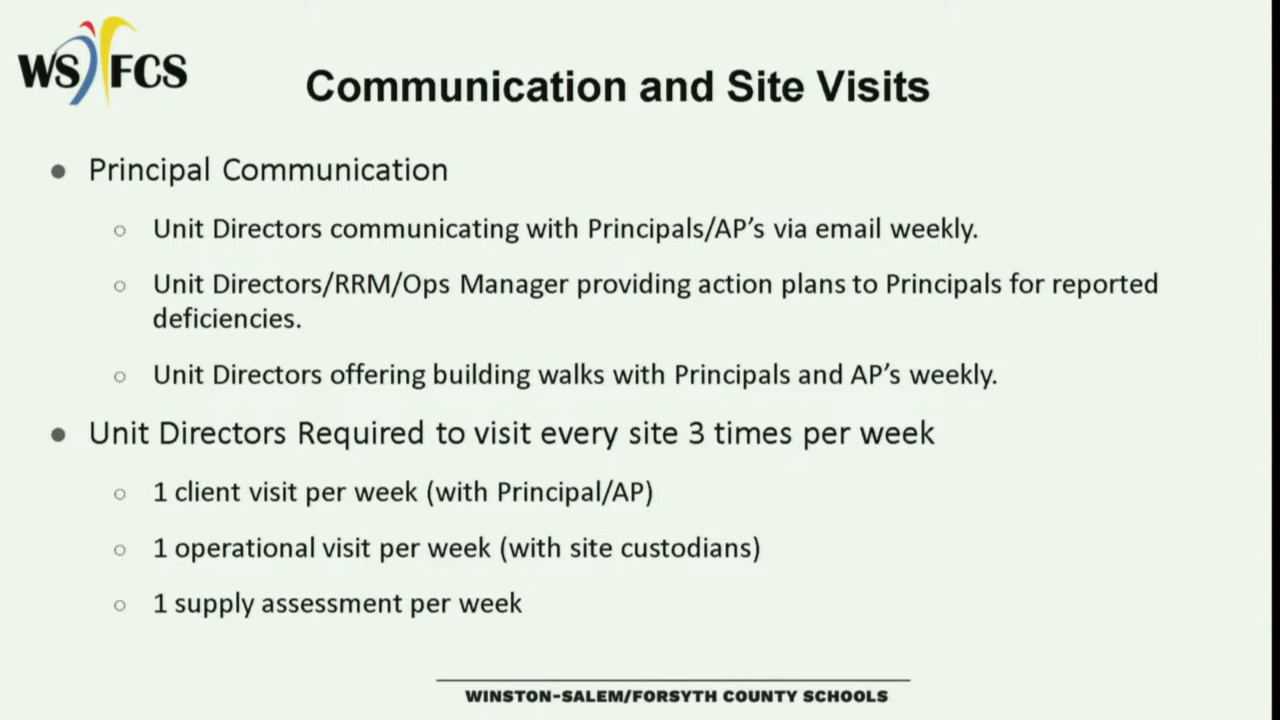 WS/FCS
Communication and Site Visits
● Principal Communication
○ Unit Directors communicating with Principals/AP’s via email weekly.
○ Unit Directors/RRM/Ops Manager providing action plans to Principals for reported
deficiencies.
○ Unit Directors offering building walks with Principals and AP’s weekly.
● Unit Directors Required to visit every site 3 times per week
○ 1 client visit per week (with Principal/AP)
○ 1 operational visit per week (with site custodians)
○ 1 supply assessment per week
WINSTON-SALEM/FORSYTH COUNTY SCHOOLS